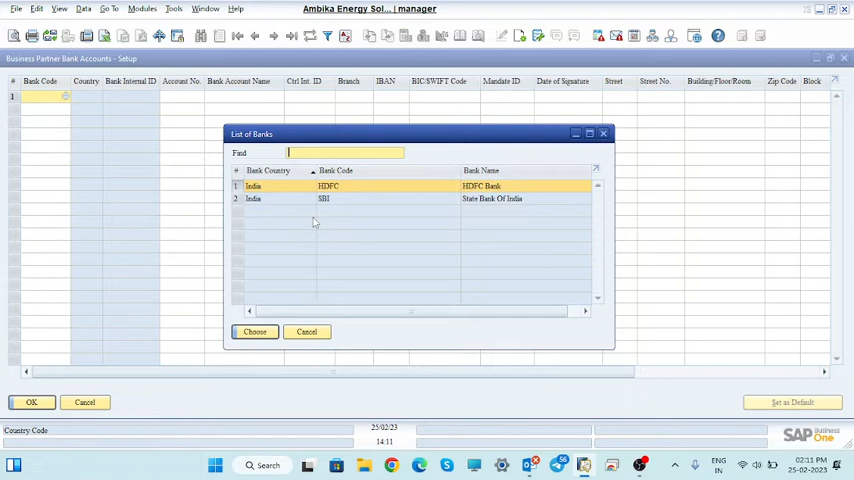 File Edit View Data Go To Modules Tools Window Help Ambika Energy Sol... | manager
Business Partner Bank Accounts - Setup
# Bank Code Country Bank Internal ID Account No. Bank Account Name Ctrl Int. ID Branch IBAN BIC/SWIFT Code Mandate ID Date of Signature Street Street No. Building/Floor/Room Zip Code Block
1
List of Banks
Find
# Bank Country Bank Code Bank Name
1 India HDFC HDFC Bank
2 India SBI State Bank Of India
Choose Cancel
OK Cancel Set as Default
Country Code 25/02/23
14:11
SAP Business One
Search 56 ENG IN 02:11 PM 25-02-2023